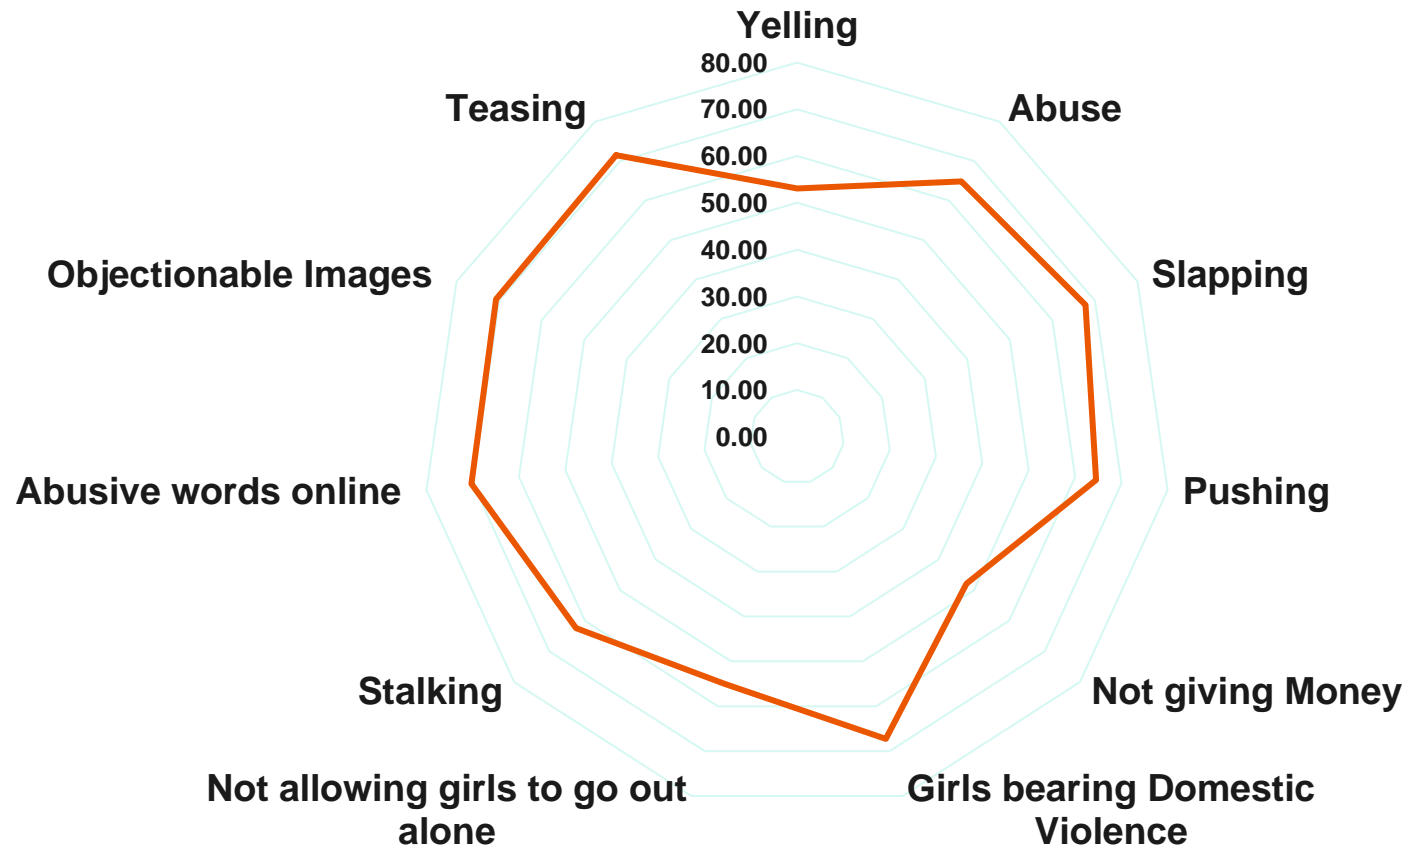 Yelling
80.00
70.00
60.00
50.00
40.00
30.00
20.00
10.00
0.00
Abuse
Slapping
Pushing
Not giving Money
Girls bearing Domestic
Violence
Not allowing girls to go out
alone
Stalking
Abusive words online
Objectionable Images
Teasing